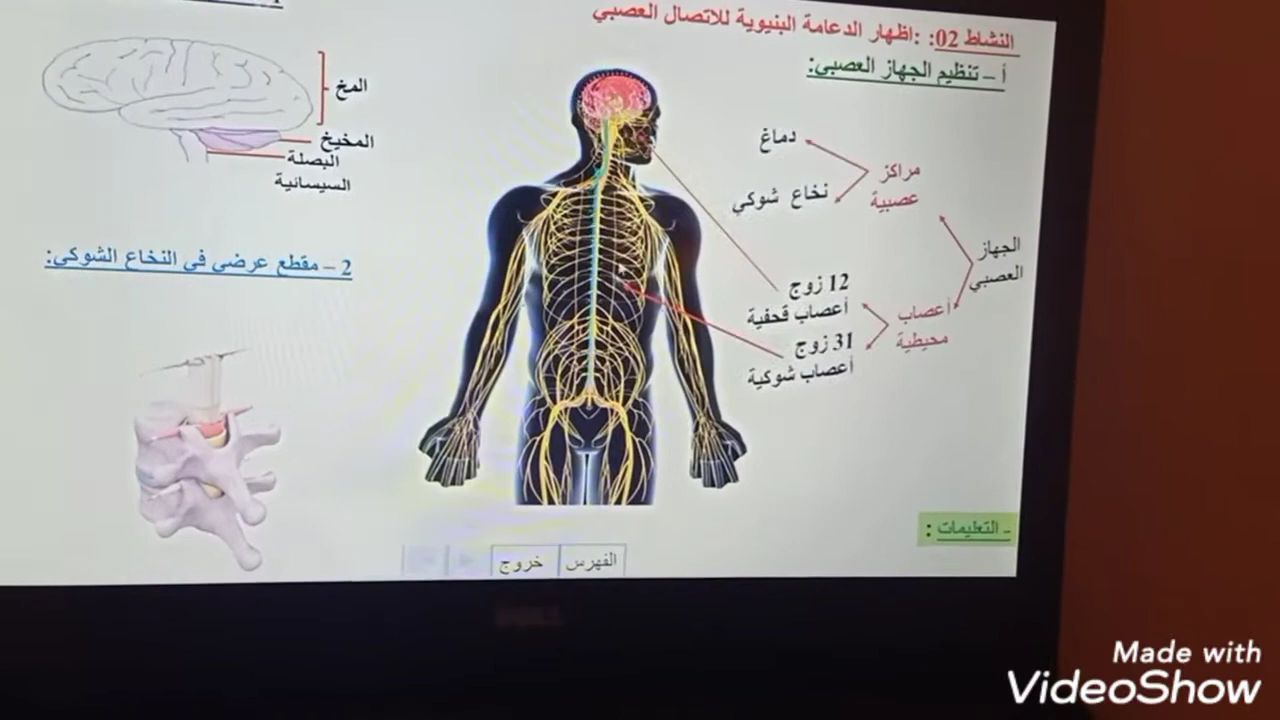 النشاط 02: :اظهار الدعامة البنيوية للاتصال العصبي
أ – تنظيم الجهاز العصبي:
دماغ
مراكز
عصبية
نخاع شوكي
الجهاز
العصبي
12 زوج
أعصاب قحفية
أعصاب
محيطية
31 زوج
أعصاب شوكية
المخ
المخيخ
البصلة
السيسائية
2 – مقطع عرضي في النخاع الشوكي:
- التعليمات :
الفهرس
خروج
DELL
Made with
VideoShow